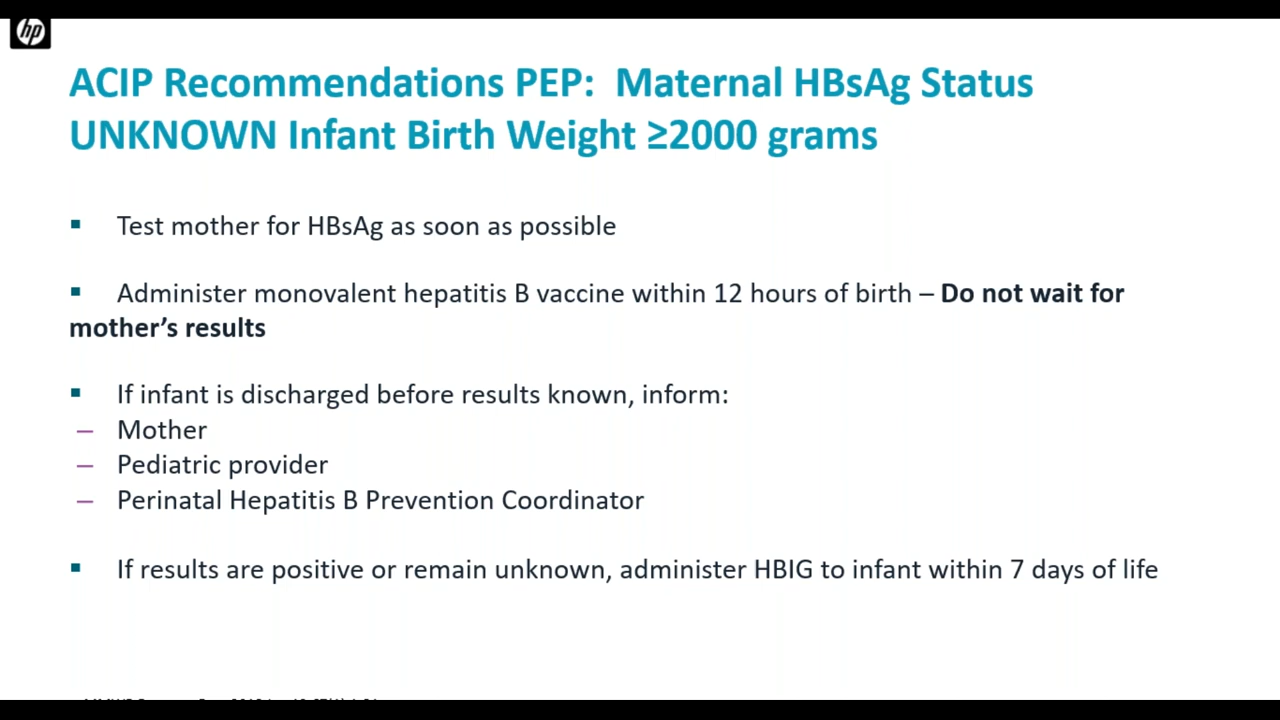 hp
ACIP Recommendations PEP:  Maternal HBsAg Status
UNKNOWN Infant Birth Weight ≥2000 grams
▪ Test mother for HBsAg as soon as possible
▪ Administer monovalent hepatitis B vaccine within 12 hours of birth – Do not wait for
mother’s results
▪ If infant is discharged before results known, inform:
– Mother
– Pediatric provider
– Perinatal Hepatitis B Prevention Coordinator
▪ If results are positive or remain unknown, administer HBIG to infant within 7 days of life